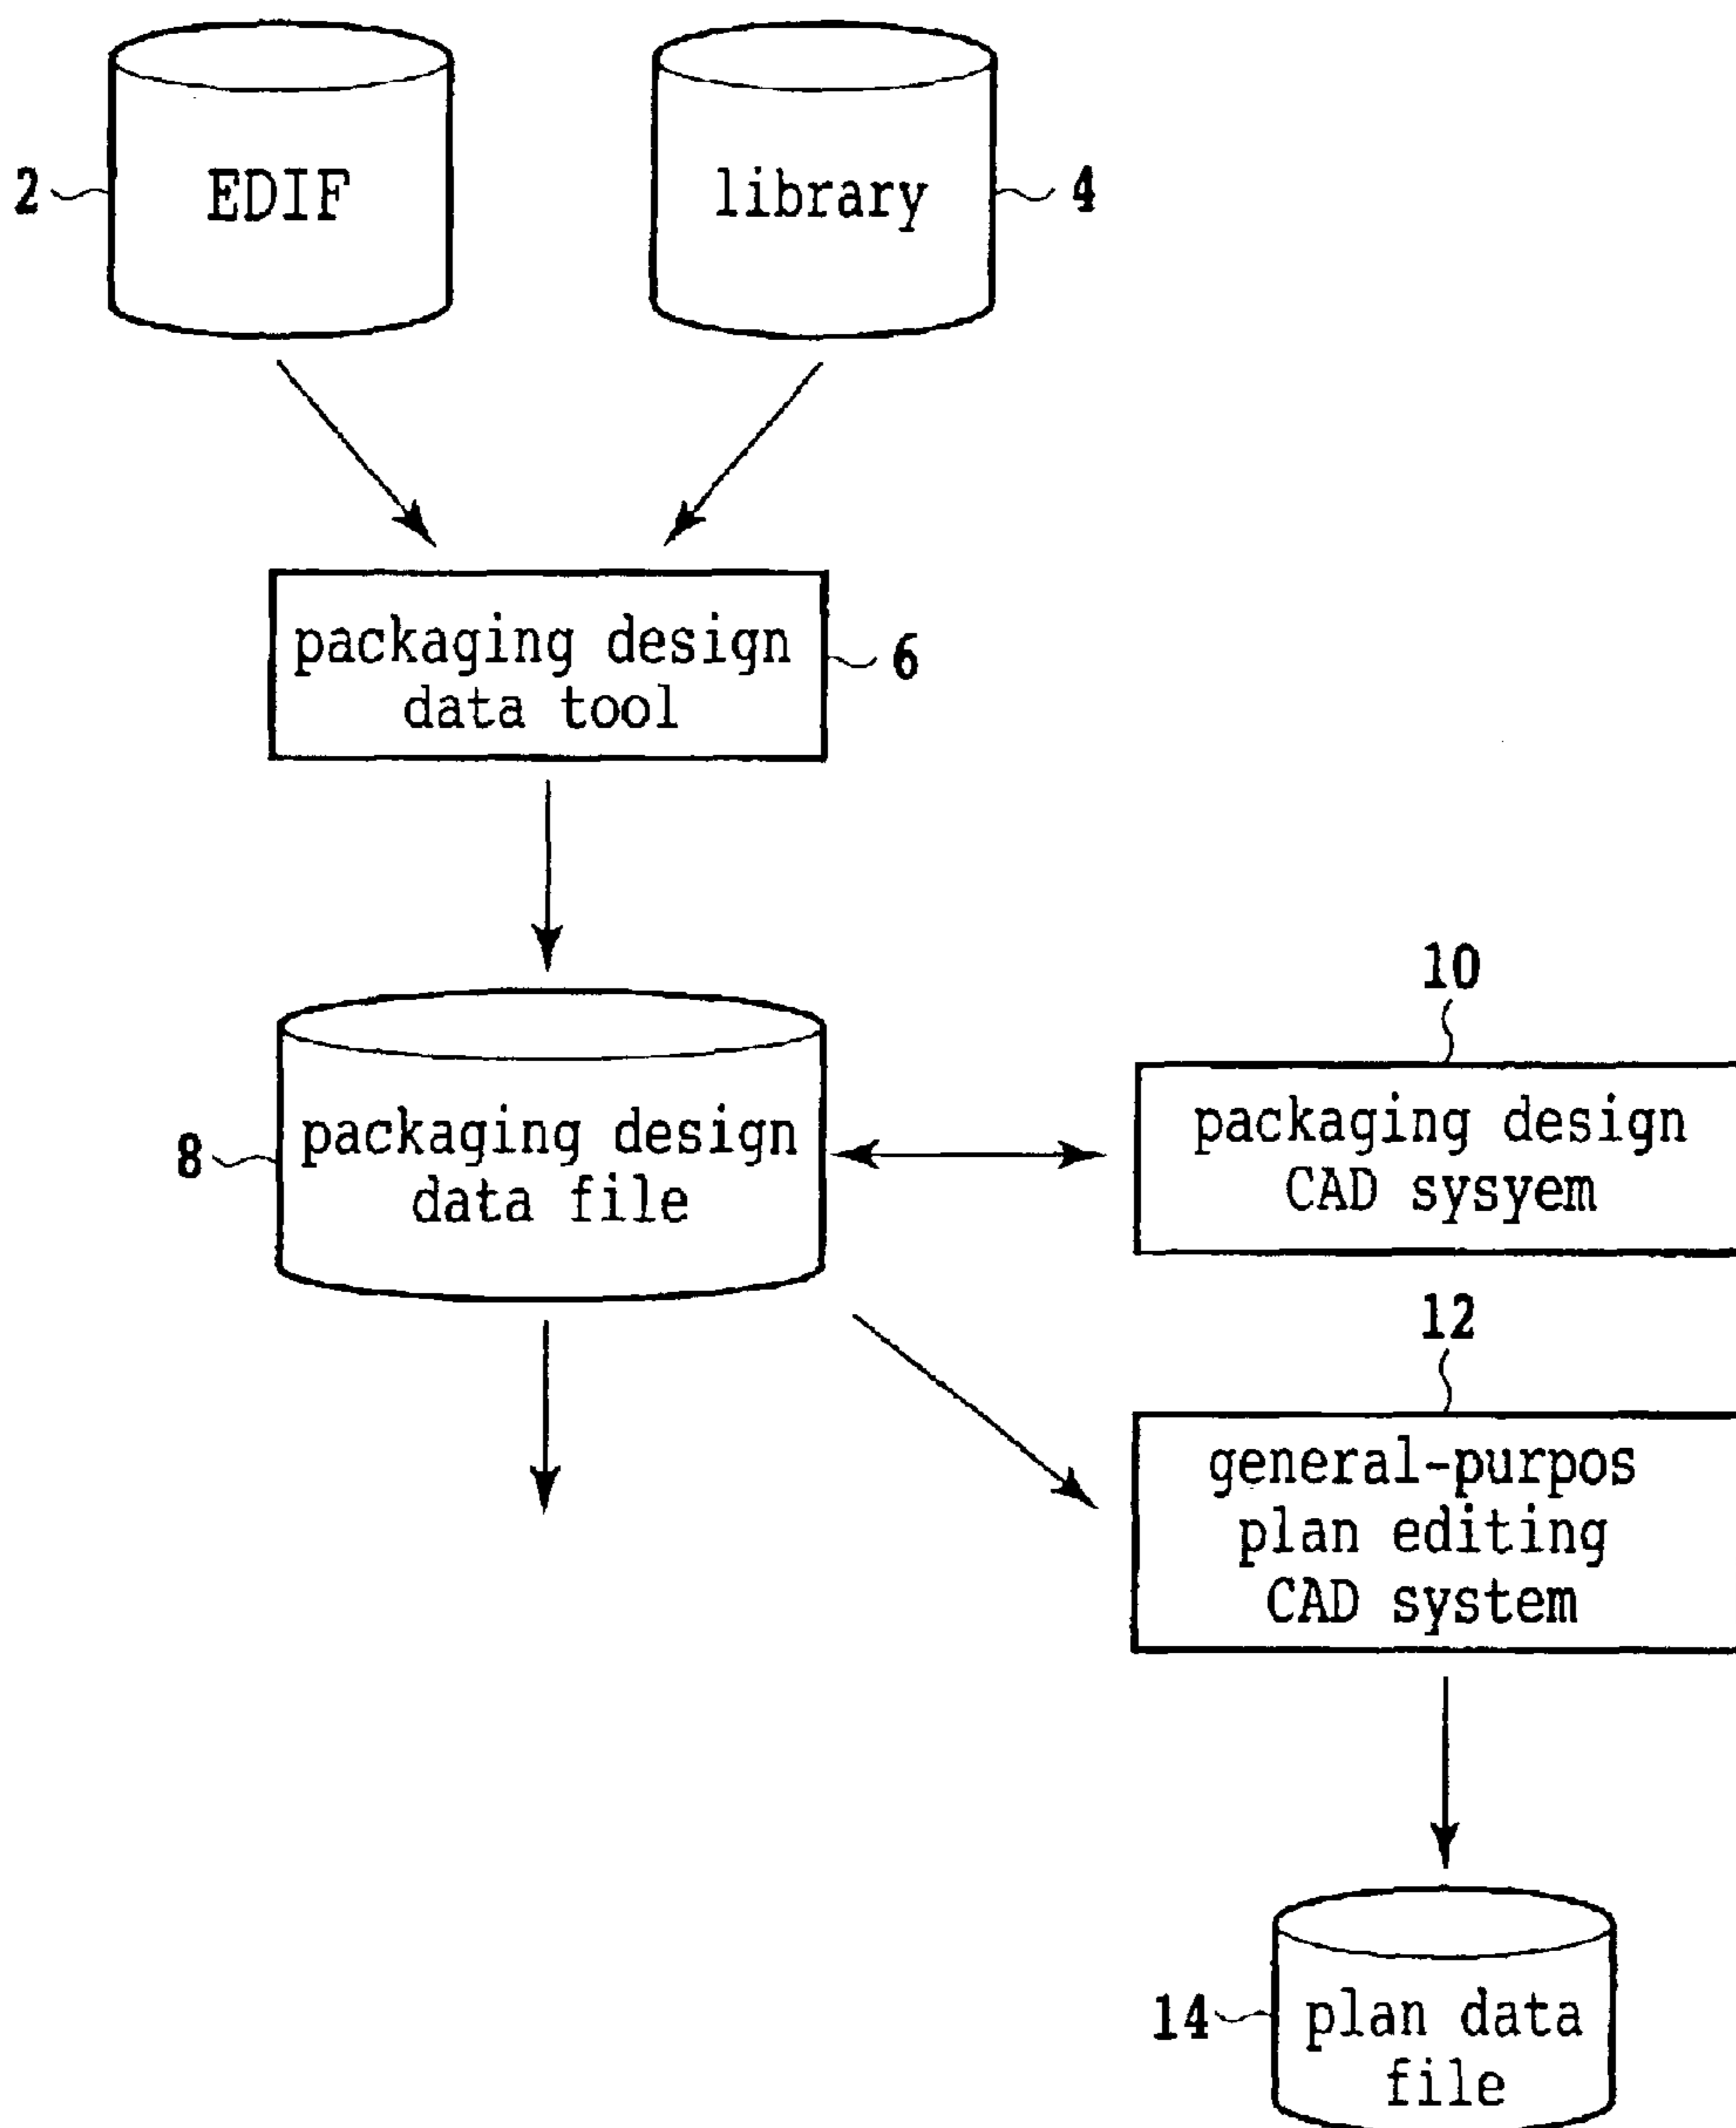 2
EDIF
library
4
packaging design
data tool
6
10
8
packaging design
data file
packaging design
CAD sysyem
12
general-purpos
plan editing
CAD system
14
plan data
file